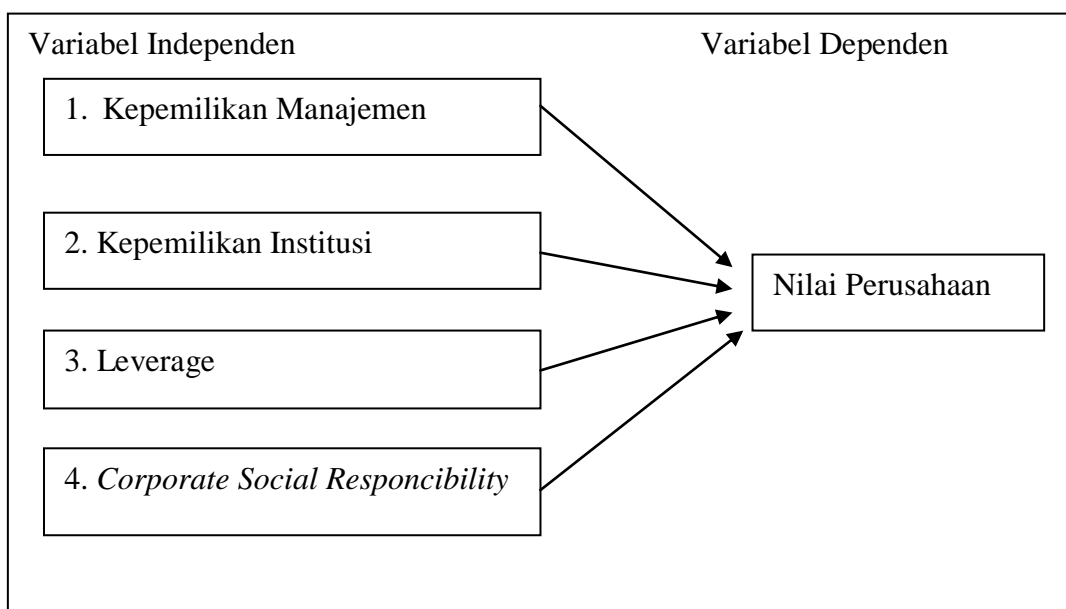 Variabel Independen
Variabel Dependen
1. Kepemilikan Manajemen
2. Kepemilikan Institusi
Nilai Perusahaan
3. Leverage
4. Corporate Social Responcibility